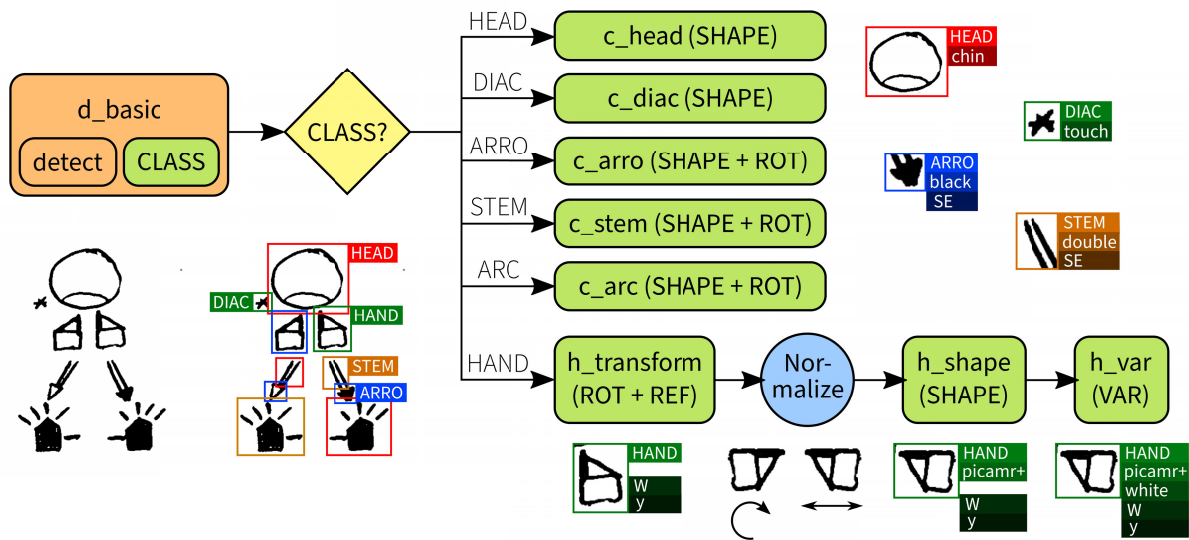 d_basic
detect
CLASS
CLASS?
HEAD
c_head (SHAPE)
DIAC
c_diac (SHAPE)
ARRO
c_arro (SHAPE + ROT)
STEM
c_stem (SHAPE + ROT)
ARC
c_arc (SHAPE + ROT)
HAND
h_transform
(ROT + REF)
Nor-
malize
h_shape
(SHAPE)
h_var
(VAR)
HEAD
chin
DIAC
touch
ARRO
black
SE
STEM
double
SE
HEAD
DIAC
HAND
STEM
ARRO
HAND
W
y
HAND
picamr+
W
y
HAND
picamr+
white
W
y